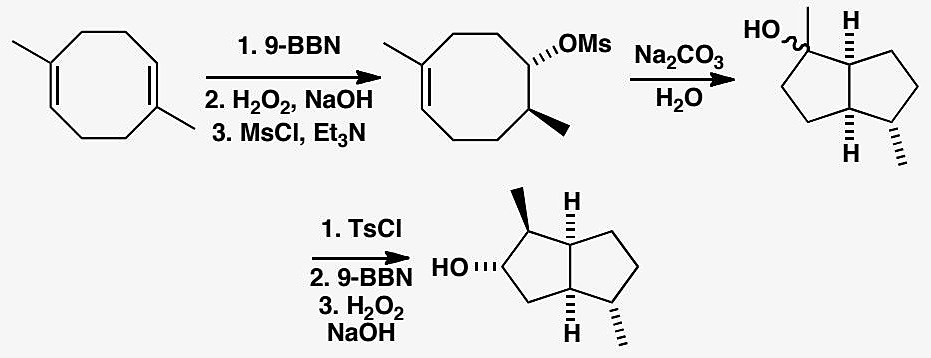 1. 9-BBN
2. H₂O₂, NaOH
3. MsCl, Et₃N
OMs
Na₂CO₃
H₂O
HO
H
H
1. TsCl
2. 9-BBN
3. H₂O₂
NaOH
HO
H
H